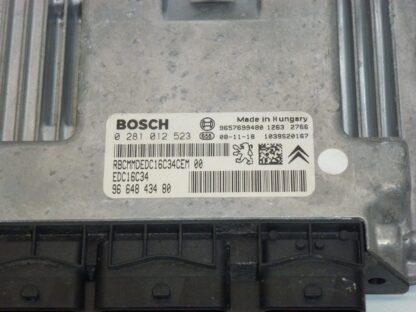 BOSCH
Made in Hungary
9657699480 1263 2766
0 281 012 523 08-11-18 1039S20167
RBCMMDEDC16C34CEM 00
EDC16C34
96 648 434 80